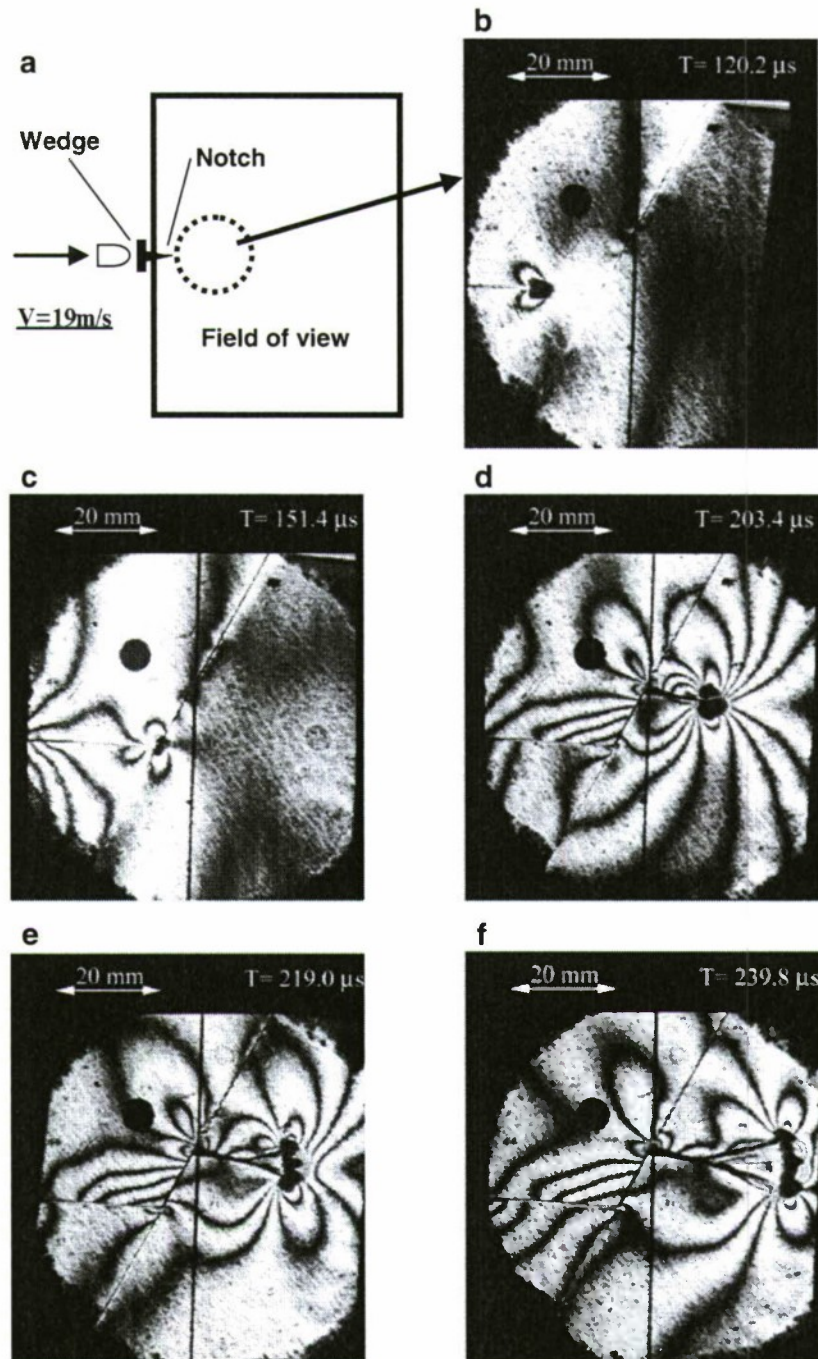 a
Wedge
Notch
V=19m/s
Field of view
b
20 mm T= 120.2 µs
c
20 mm T= 151.4 µs
d
20 mm T= 203.4 µs
e
20 mm T= 219.0 µs
f
20 mm T= 239.8 µs